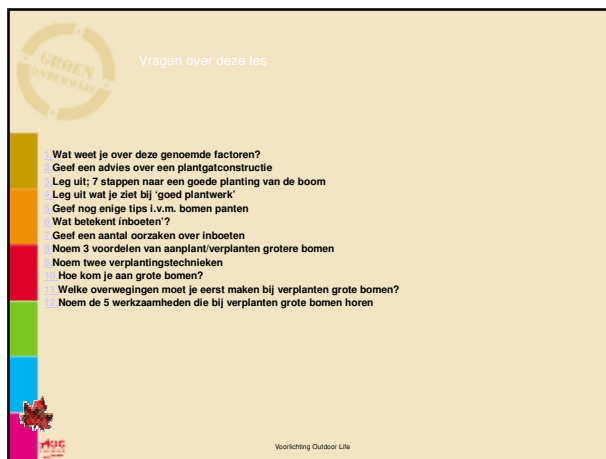 GROEN
ONDERWIJS
Vragen over deze les
1.Wat weet je over deze genoemde factoren?
2.Geef een advies over een plantgatconstructie
3.Leg uit; 7 stappen naar een goede planting van de boom
4.Leg uit wat je ziet bij ‘goed plantwerk’
5.Geef nog enige tips i.v.m. bomen panten
6.Wat betekent ínboeten’?
7.Geef een aantal oorzaken over inboeten
8.Noem 3 voordelen van aanplant/verplanten grotere bomen
9.Noem twee verplantingstechnieken
10.Hoe kom je aan grote bomen?
11.Welke overwegingen moet je eerst maken bij verplanten grote bomen?
12.Noem de 5 werkzaamheden die bij verplanten grote bomen horen
Voorlichting Outdoor Life